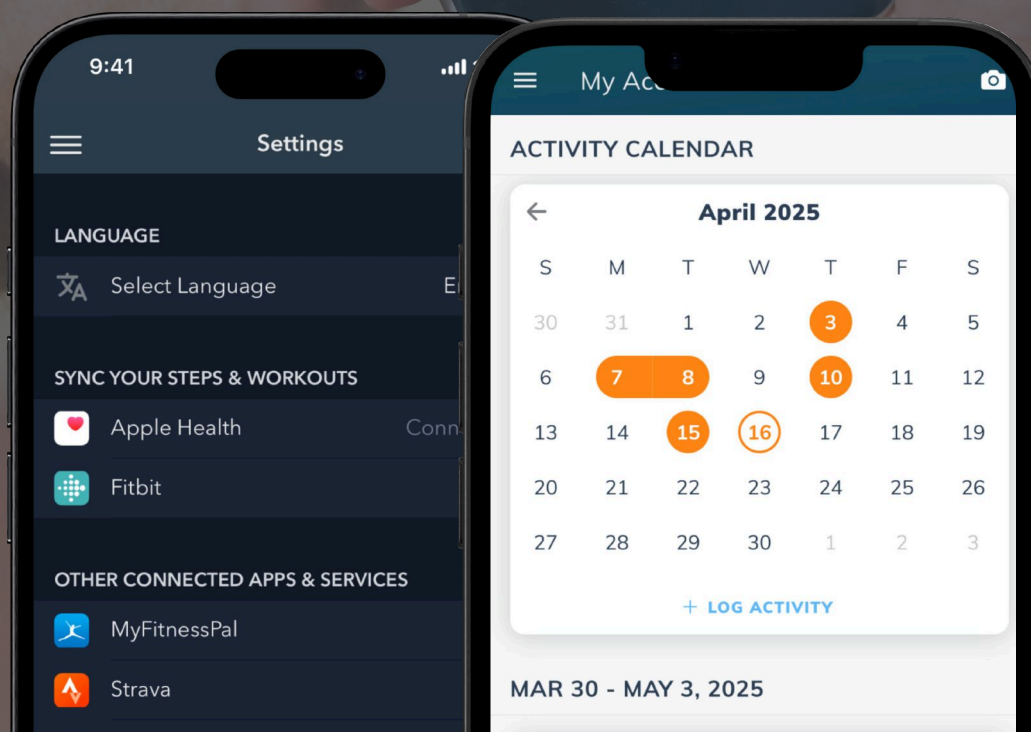 9:41
Settings
LANGUAGE
Select Language
SYNC YOUR STEPS & WORKOUTS
Apple Health
Fitbit
OTHER CONNECTED APPS & SERVICES
MyFitnessPal
Strava
My
ACTIVITY CALENDAR
April 2025
S M T W T F S
30 31 1 2 3 4 5
6 7 8 9 10 11 12
13 14 15 16 17 18 19
20 21 22 23 24 25 26
27 28 29 30 1 2 3
+ LOG ACTIVITY
MAR 30 - MAY 3, 2025